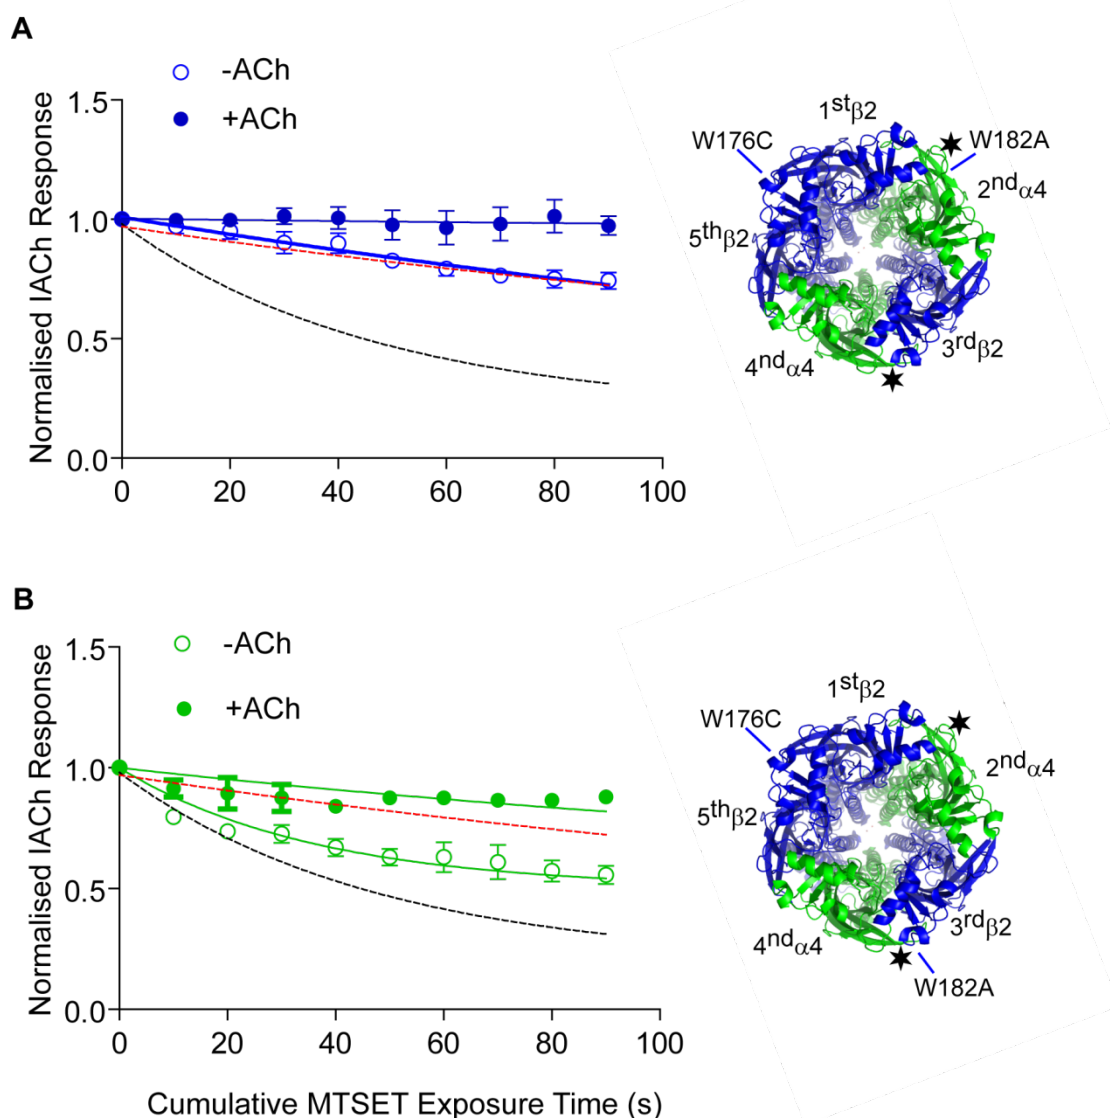 A
-ACh
+ACh
Normalised IACh Response
1.5
1.0
0.5
0.0
0 20 40 60 80 100
1stβ2
W176C
W182A
2ndα4
5thβ2
3rdβ2
4ndα4
B
-ACh
+ACh
Normalised IACh Response
1.5
1.0
0.5
0.0
0 20 40 60 80 100
Cumulative MTSET Exposure Time (s)
1stβ2
W176C
2ndα4
5thβ2
3rdβ2
4ndα4
W182A